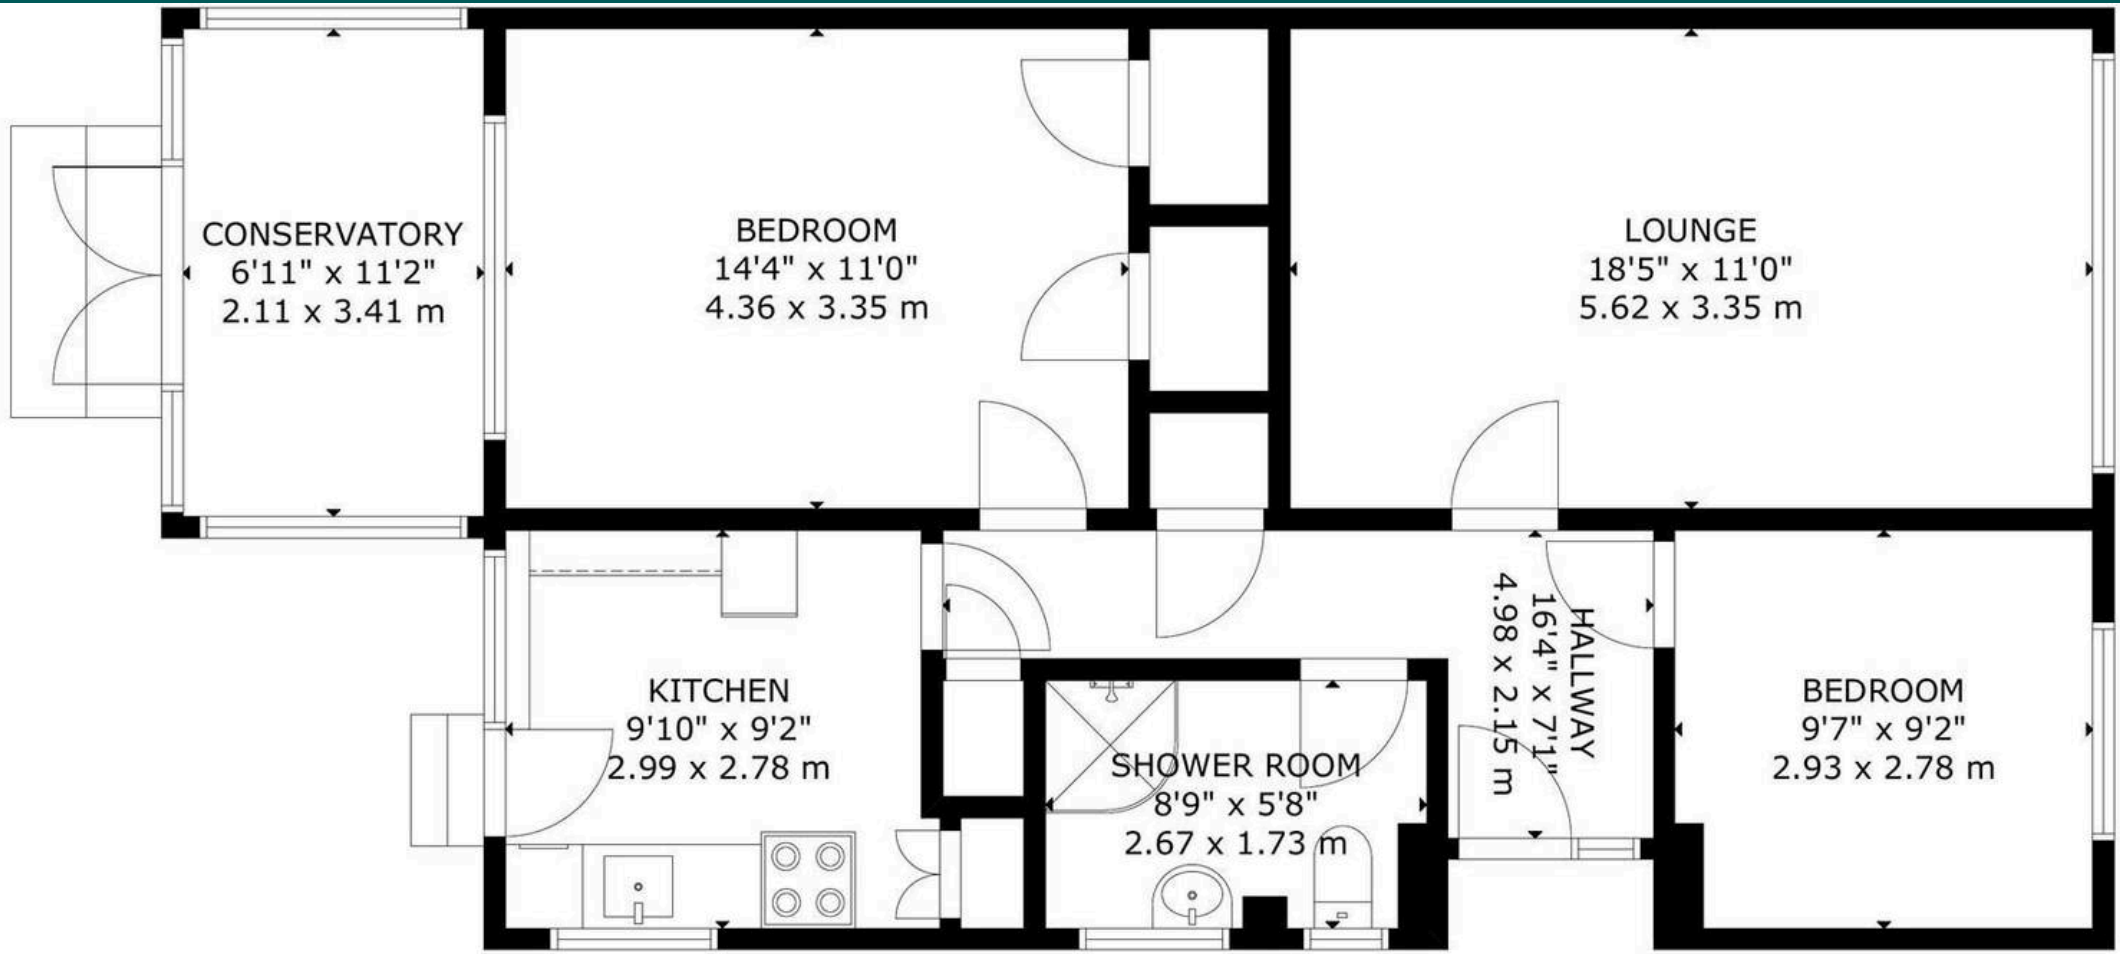 CONSERVATORY
6'11" x 11'2"
2.11 x 3.41 m
BEDROOM
14'4" x 11'0"
4.36 x 3.35 m
LOUNGE
18'5" x 11'0"
5.62 x 3.35 m
KITCHEN
9'10" x 9'2"
2.99 x 2.78 m
SHOWER ROOM
8'9" x 5'8"
2.67 x 1.73 m
HALLWAY
16'4" x 7'1"
4.98 x 2.15 m
BEDROOM
9'7" x 9'2"
2.93 x 2.78 m